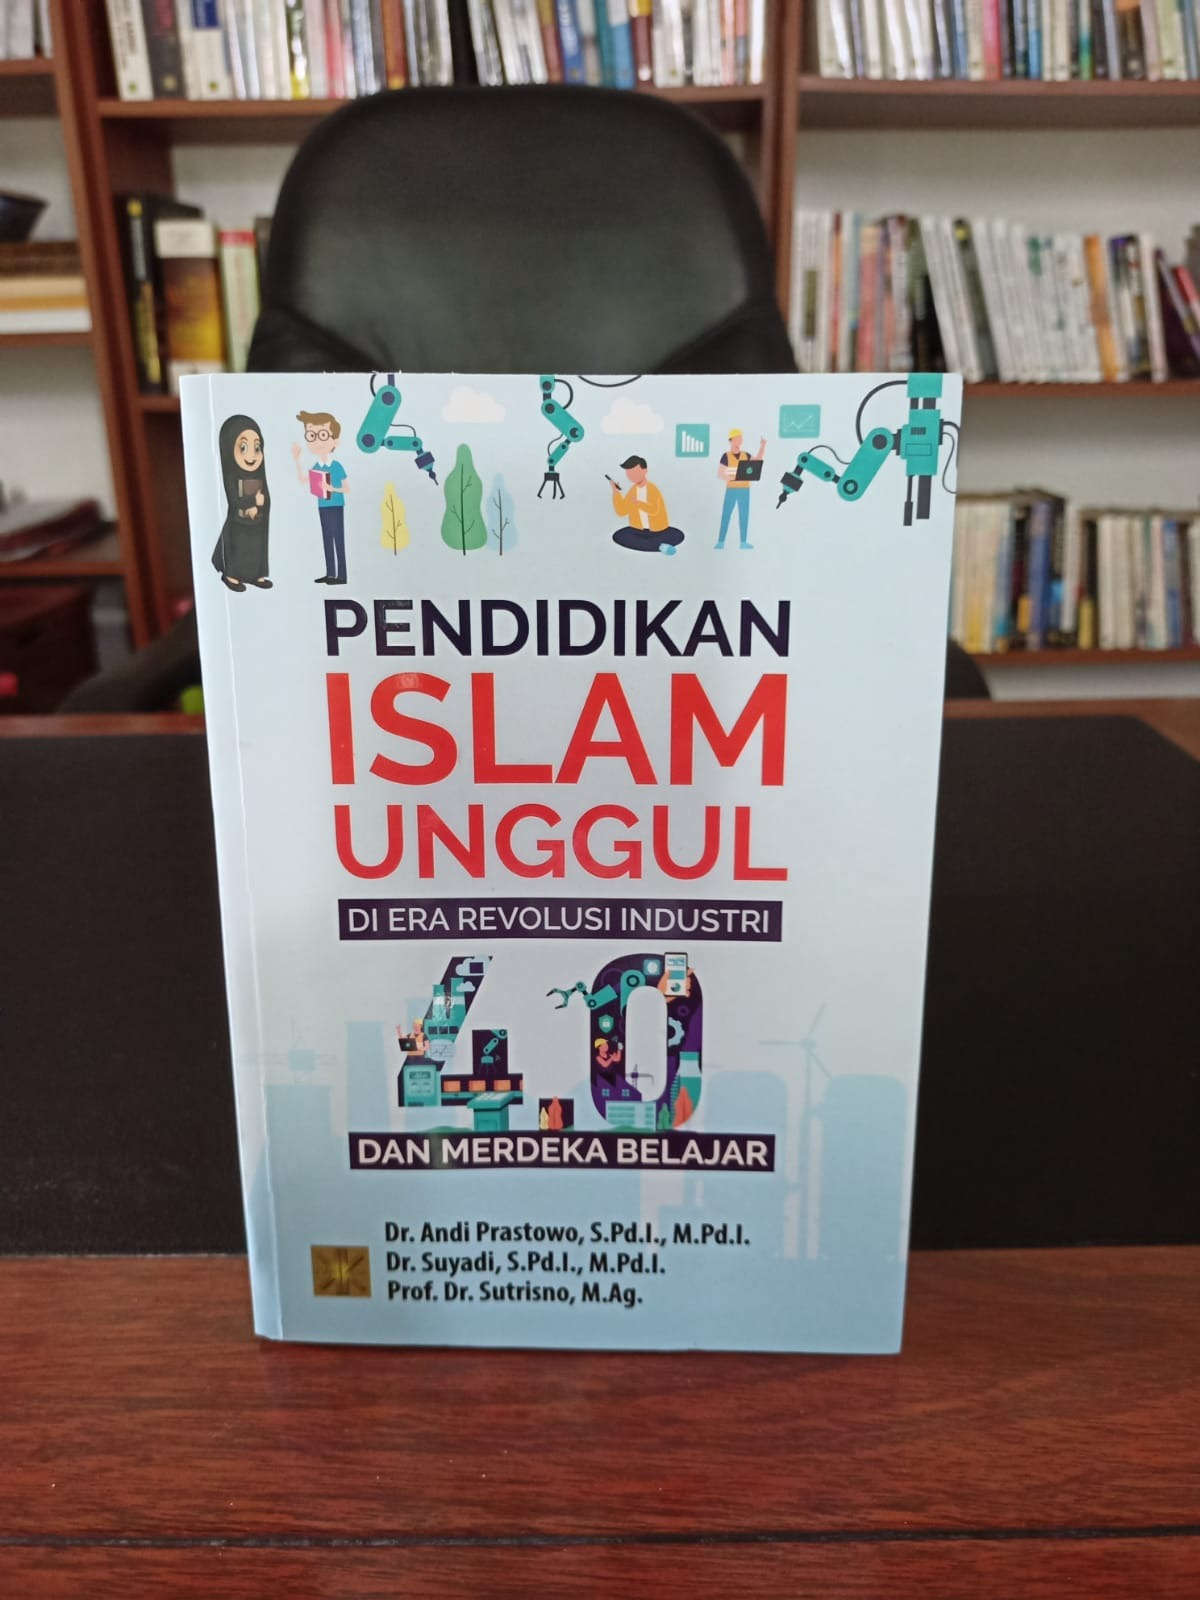 PENDIDIKAN
ISLAM
UNGGUL
DI ERA REVOLUSI INDUSTRI
4.0
DAN MERDEKA BELAJAR
Dr. Andi Prastowo, S.Pd.I., M.Pd.I.
Dr. Suyadi, S.Pd.I., M.Pd.I.
Prof. Dr. Sutrisno, M.Ag.